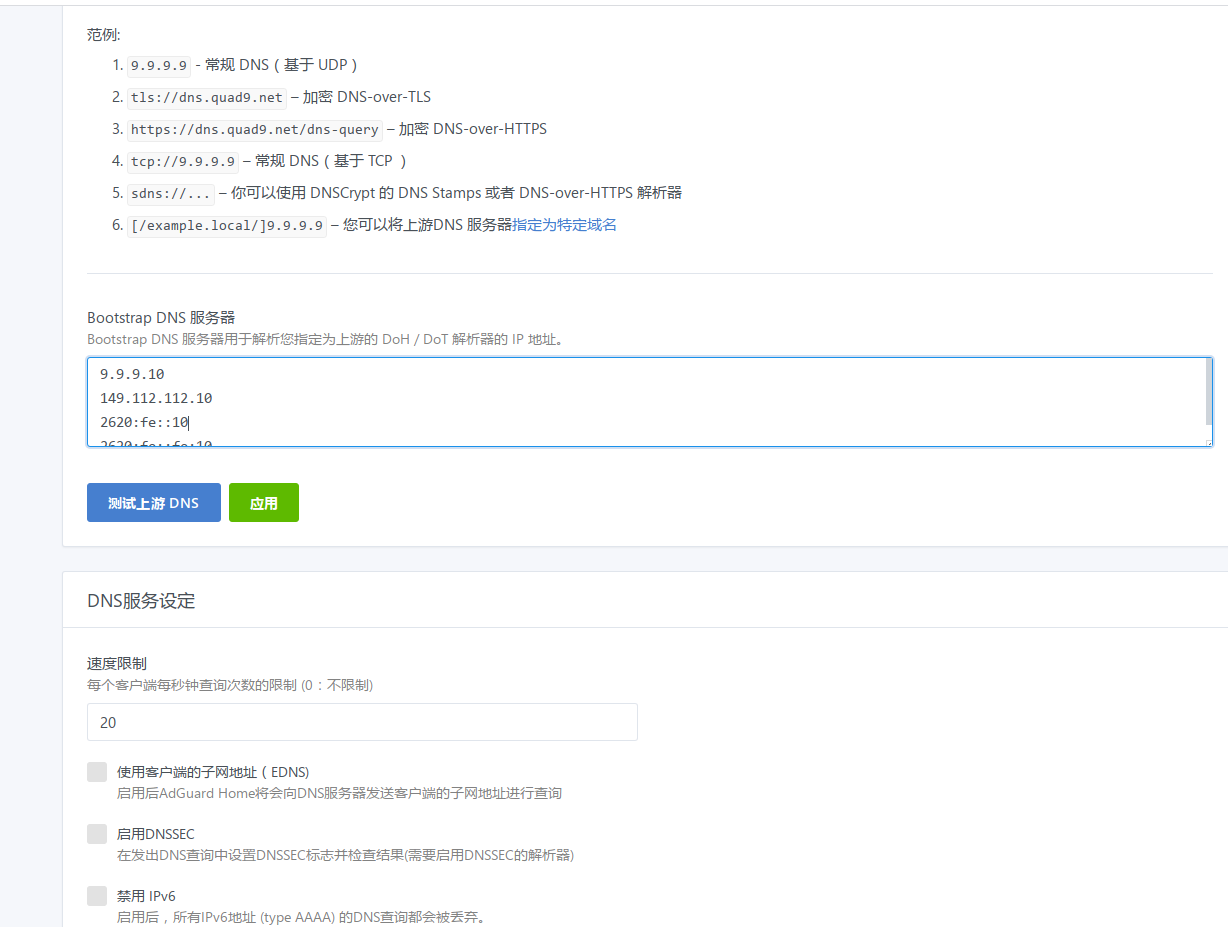 范例:
1. 9.9.9.9 - 常规 DNS（基于 UDP）
2. tls://dns.quad9.net – 加密 DNS-over-TLS
3. https://dns.quad9.net/dns-query – 加密 DNS-over-HTTPS
4. tcp://9.9.9.9 – 常规 DNS（基于 TCP ）
5. sdns://... – 你可以使用 DNSCrypt 的 DNS Stamps 或者 DNS-over-HTTPS 解析器
6. [/example.local/]9.9.9.9 – 您可以将上游DNS 服务器指定为特定域名
Bootstrap DNS 服务器
Bootstrap DNS 服务器用于解析您指定为上游的 DoH / DoT 解析器的 IP 地址。
9.9.9.10
149.112.112.10
2620:fe::10
2620:fe::fe:10
测试上游 DNS 应用
DNS服务设定
速度限制
每个客户端每秒钟查询次数的限制 (0：不限制)
20
使用客户端的子网地址（EDNS)
启用后AdGuard Home将会向DNS服务器发送客户端的子网地址进行查询
启用DNSSEC
在发出DNS查询中设置DNSSEC标志并检查结果(需要启用DNSSEC的解析器)
禁用 IPv6
启用后，所有IPv6地址 (type AAAA) 的DNS查询都会被丢弃。